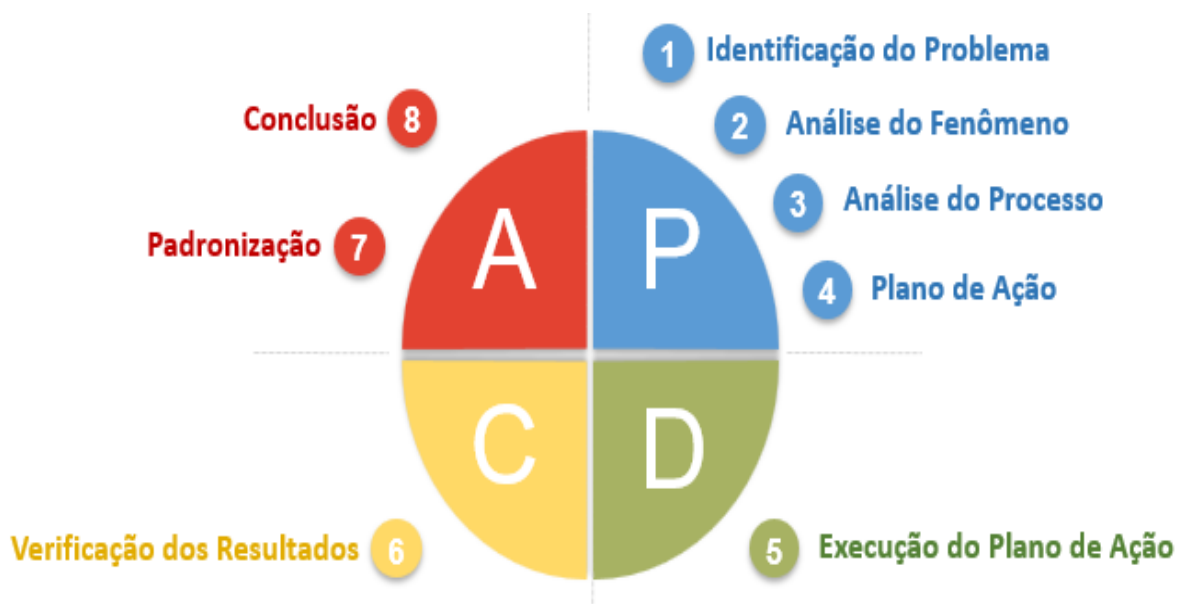 1 Identificação do Problema
2 Análise do Fenômeno
3 Análise do Processo
4 Plano de Ação
5 Execução do Plano de Ação
6 Verificação dos Resultados
7 Padronização
8 Conclusão
A P
C D